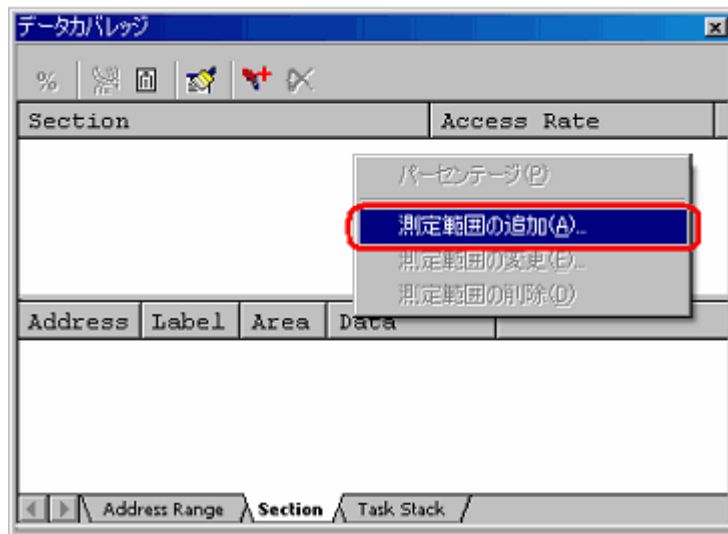 データカバレッジ
%
Section Access Rate
パーセンテージ(P)
測定範囲の追加(A)...
測定範囲の変更(E)...
測定範囲の削除(D)
Address Label Area Data
Address Range Section Task Stack